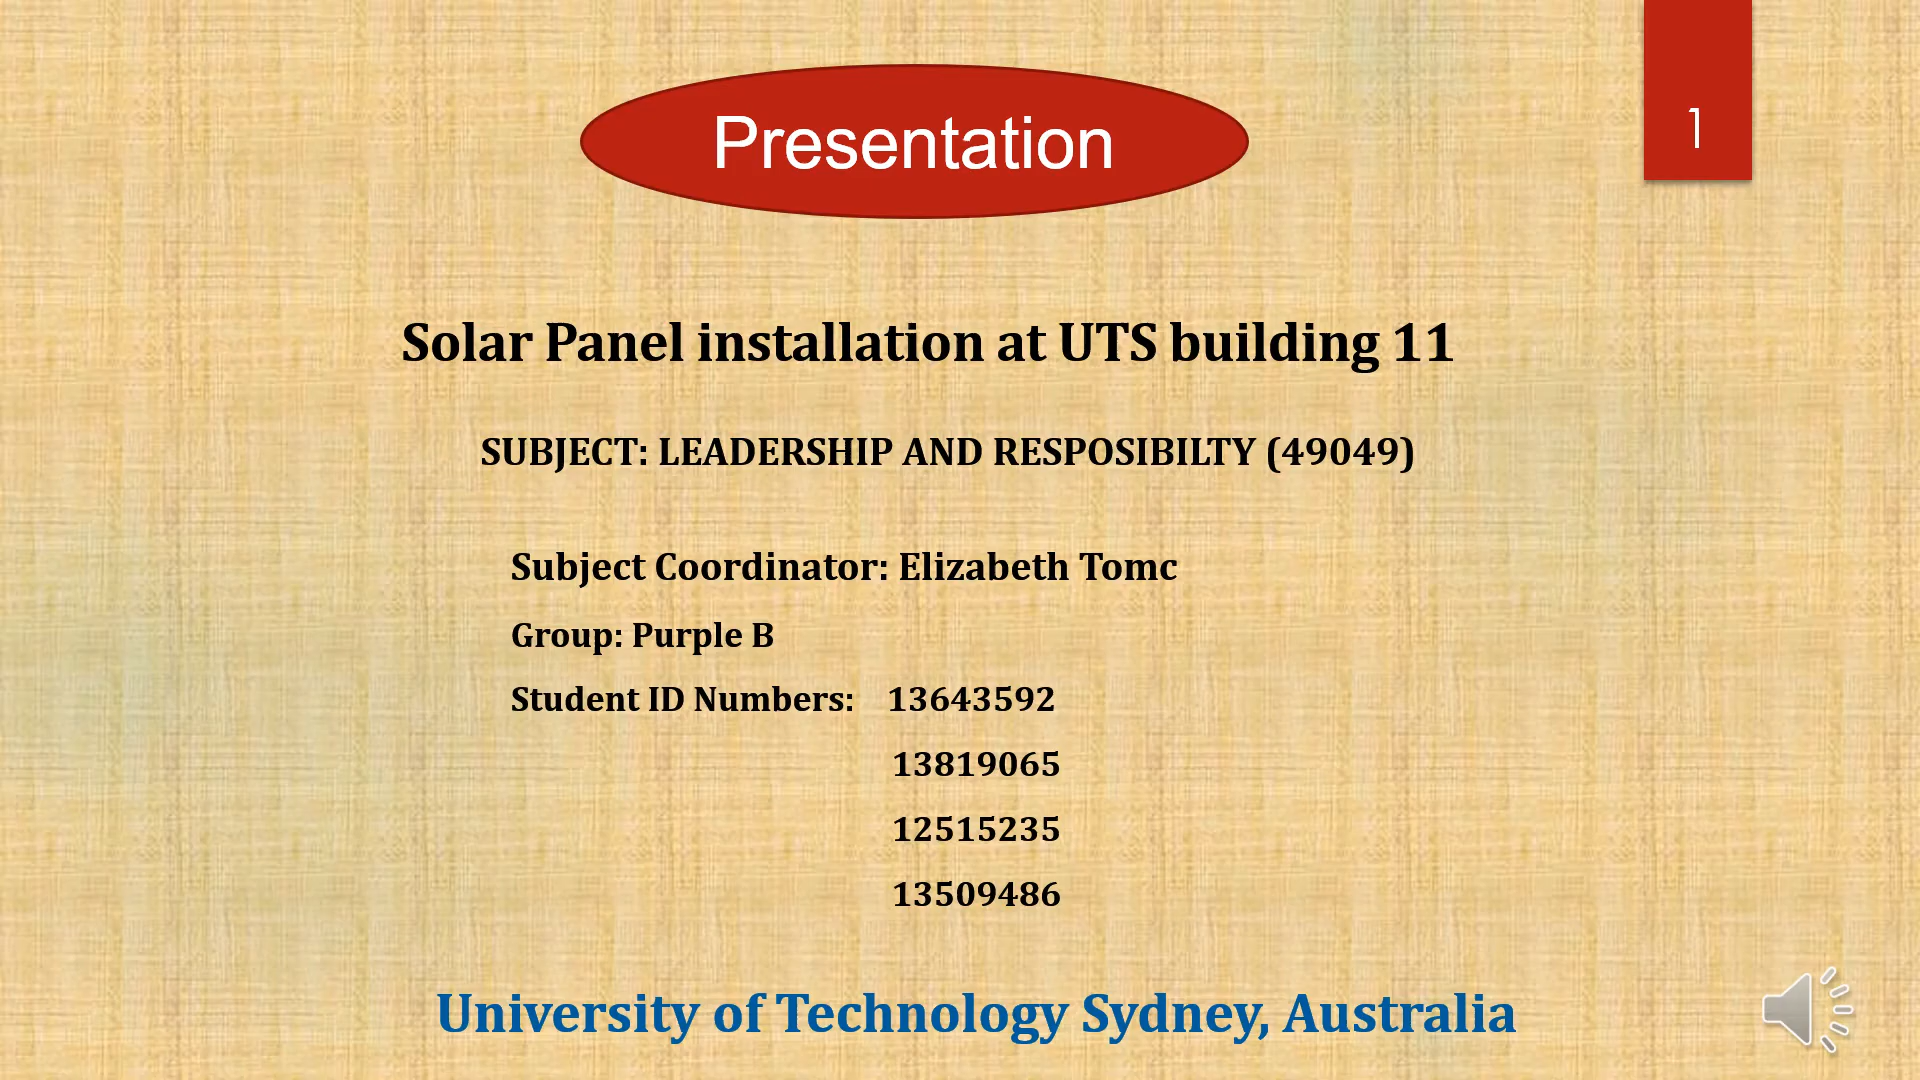 Presentation
1
Solar Panel installation at UTS building 11
SUBJECT: LEADERSHIP AND RESPOSIBILTY (49049)
Subject Coordinator: Elizabeth Tomc
Group: Purple B
Student ID Numbers: 13643592
13819065
12515235
13509486
University of Technology Sydney, Australia